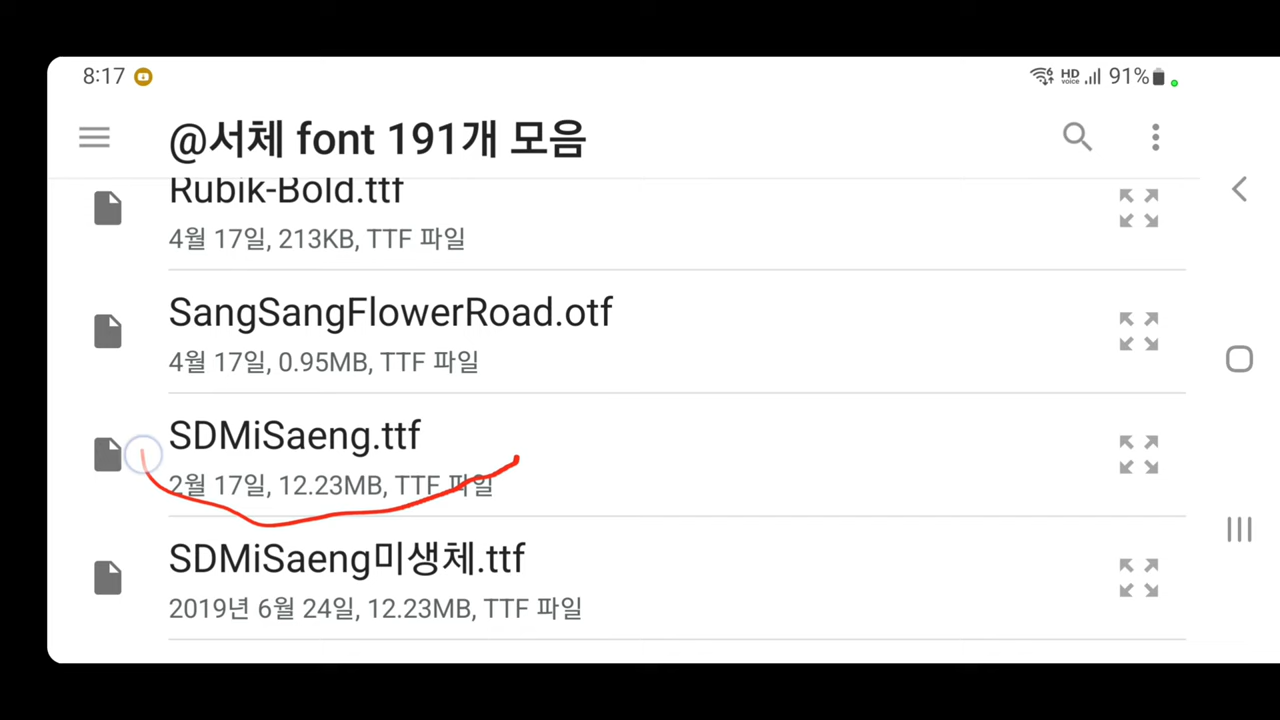 8:17 HD voice 91%
@서체 font 191개 모음
Rubik-Bold.ttf
4월 17일, 213KB, TTF 파일
SangSangFlowerRoad.otf
4월 17일, 0.95MB, TTF 파일
SDMiSaeng.ttf
2월 17일, 12.23MB, TTF 파일
SDMiSaeng미생체.ttf
2019년 6월 24일, 12.23MB, TTF 파일